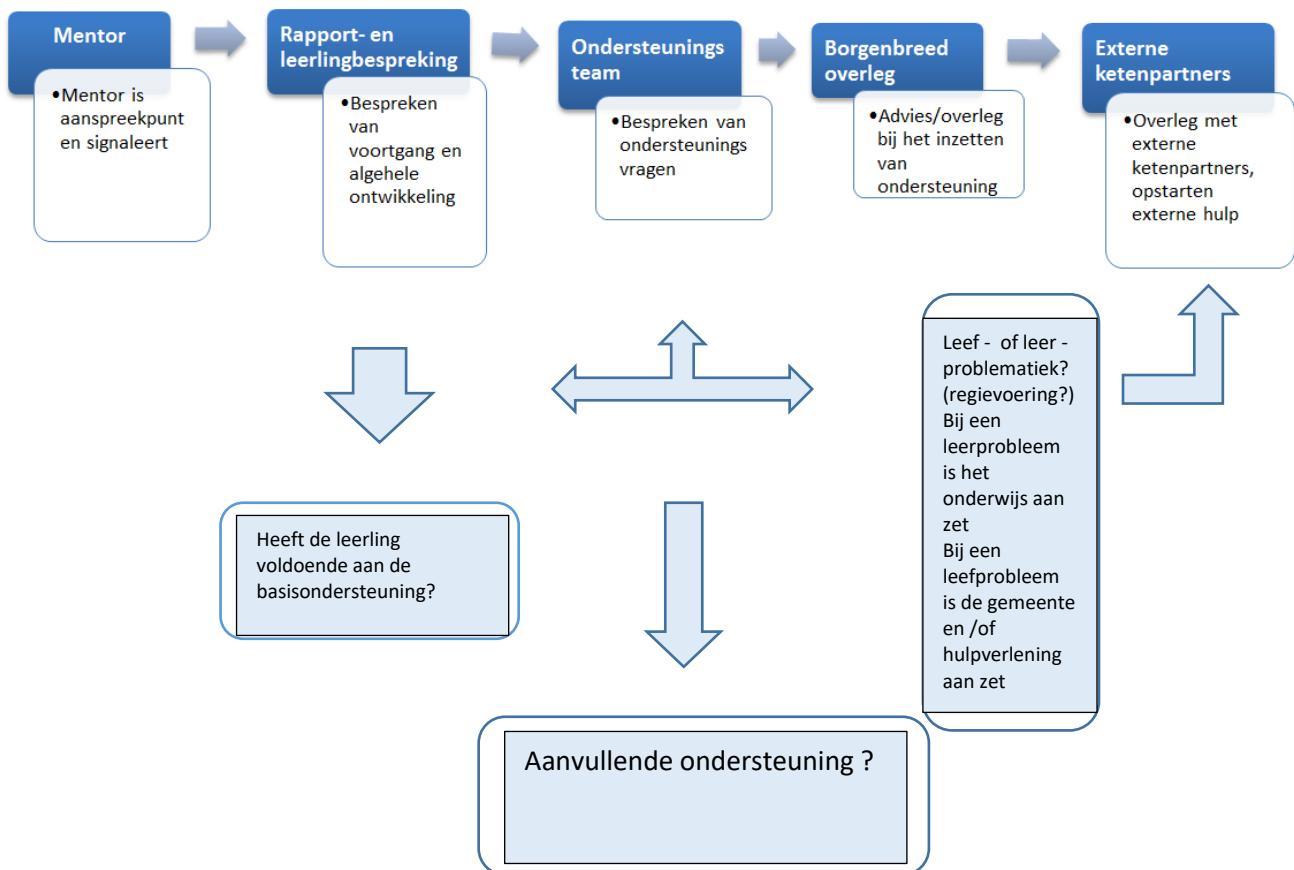 Mentor
•Mentor is
aanspreekpunt
en signaleert
Rapport- en
leerlingbespreking
•Bespreken
van
voortgang en
algehele
ontwikkeling
Ondersteunings
team
•Bespreken van
ondersteunings
vragen
Borgenbreed
overleg
•Advies/overleg
bij het inzetten
van
ondersteuning
Externe
ketenpartners
•Overleg met
externe
ketenpartners,
opstarten
externe hulp
Leef - of leer -
problematiek?
(regievoering?)
Bij een
leerprobleem
is het
onderwijs aan
zet
Bij een
leefprobleem
is de gemeente
en /of
hulpverlening
aan zet
Heeft de leerling
voldoende aan de
basisondersteuning?
Aanvullende ondersteuning ?